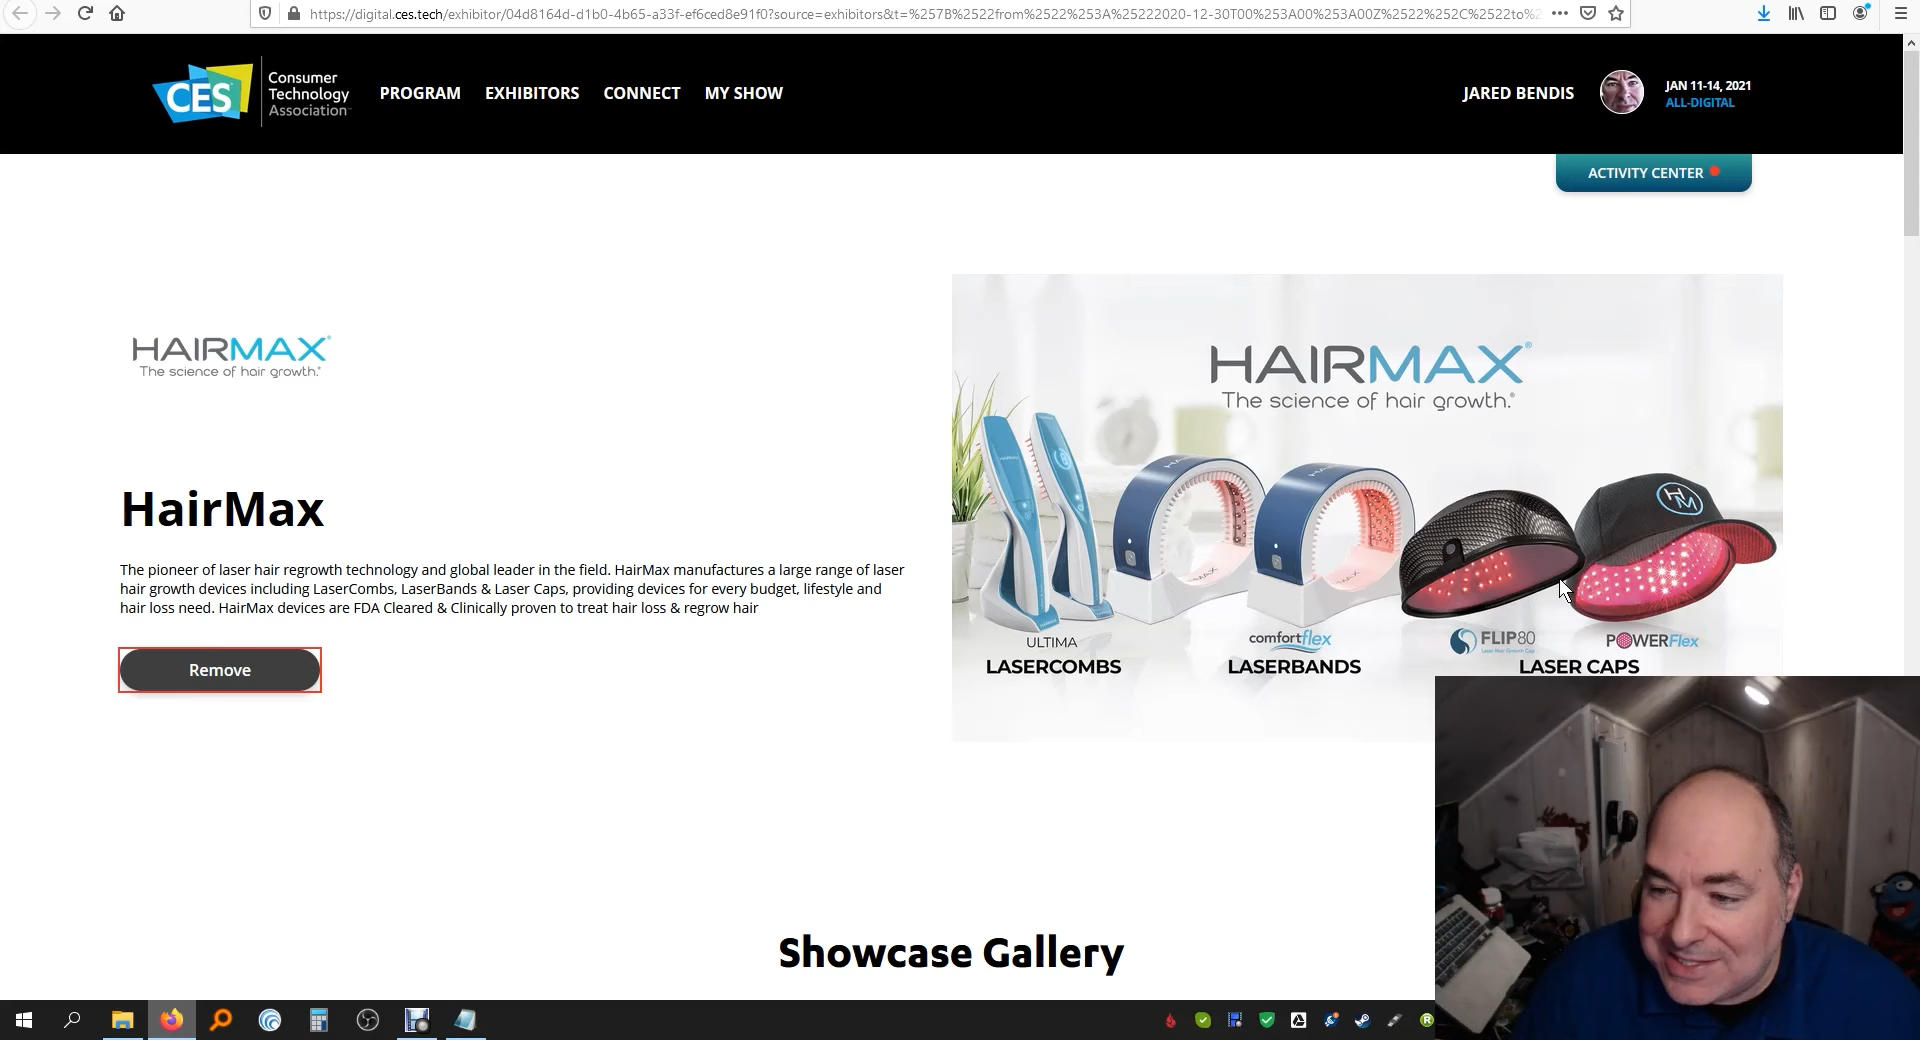 https://digital.ces.tech/exhibitor/04d8164d-d1b0-4b65-a33f-ef6ced8e91f0?source=exhibitors&t=%257B%2522from%2522%253A%25222020-12-30T00%253A00%253A00Z%2522%252C%2522to%2
CES
Consumer
Technology
Association
PROGRAM
EXHIBITORS
CONNECT
MY SHOW
JARED BENDIS
JAN 11-14, 2021
ALL-DIGITAL
ACTIVITY CENTER
HAIRMAX®
The science of hair growth.®
HairMax
The pioneer of laser hair regrowth technology and global leader in the field. HairMax manufactures a large range of laser
hair growth devices including LaserCombs, LaserBands & Laser Caps, providing devices for every budget, lifestyle and
hair loss need. HairMax devices are FDA Cleared & Clinically proven to treat hair loss & regrow hair
Remove
HAIRMAX®
The science of hair growth.®
HM
ULTIMA
LASERCOMBS
comfortflex
LASERBANDS
FLIP80
POWERFlex
LASER CAPS
Showcase Gallery